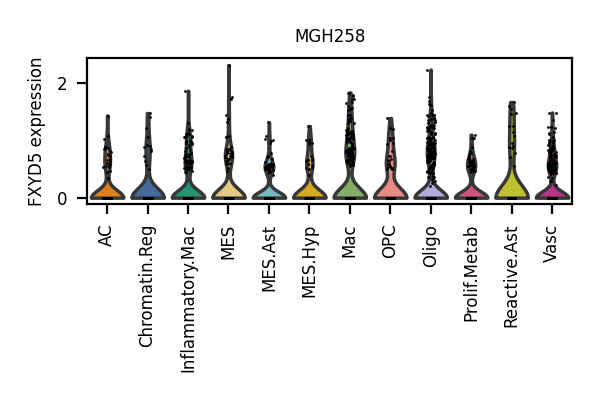 MGH258
FXYD5 expression
2
0
AC
Chromatin.Reg
Inflammatory.Mac
MES
MES.Ast
MES.Hyp
Mac
OPC
Oligo
Prolif.Metab
Reactive.Ast
Vasc